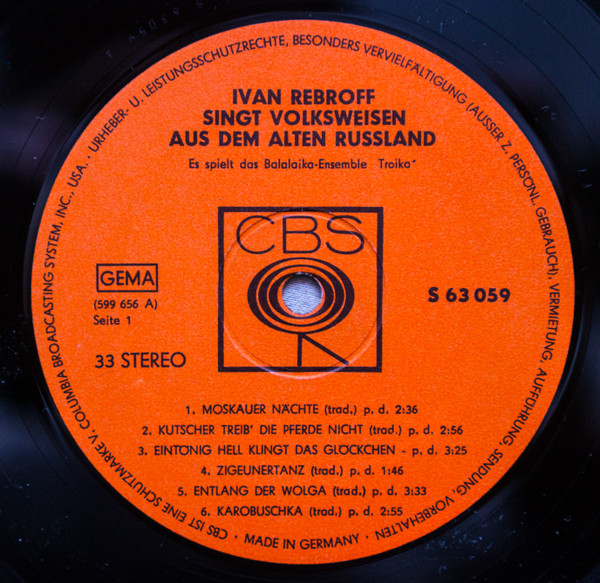 IVAN REBROFF
SINGT VOLKSWEISEN
AUS DEM ALTEN RUSSLAND
Es spielt das Balalaika-Ensemble Troika"
CBS
GEMA
(599 656 A)
Seite 1
33 STEREO
S 63 059
1. MOSKAUER NÄCHTE (trad.) p. d. 2:36
2. KUTSCHER TREIB' DIE PFERDE NICHT (trad.) p. d. 2:56
3. EINTÖNIG HELL KLINGT DAS GLÖCKCHEN - p. d. 3:25
4. ZIGEUNERTANZ (trad.) p. d. 1:46
5. ENTLANG DER WOLGA (trad.) p. d. 3:33
6. KAROBUSCHKA (trad.) p. d. 2:55
CBS IST EINE SCHUTZMARKE V. COLUMBIA BROADCASTING SYSTEM, INC., USA. · URHEBER- U. LEISTUNGSSCHUTZRECHTE, BESONDERS VERVIELFÄLTIGUNG (AUSSER Z. PERSÖNL. GEBRAUCH), VERMIETUNG, AUFFÜHRUNG, SENDUNG, VORBEHALTEN · MADE IN GERMANY ·